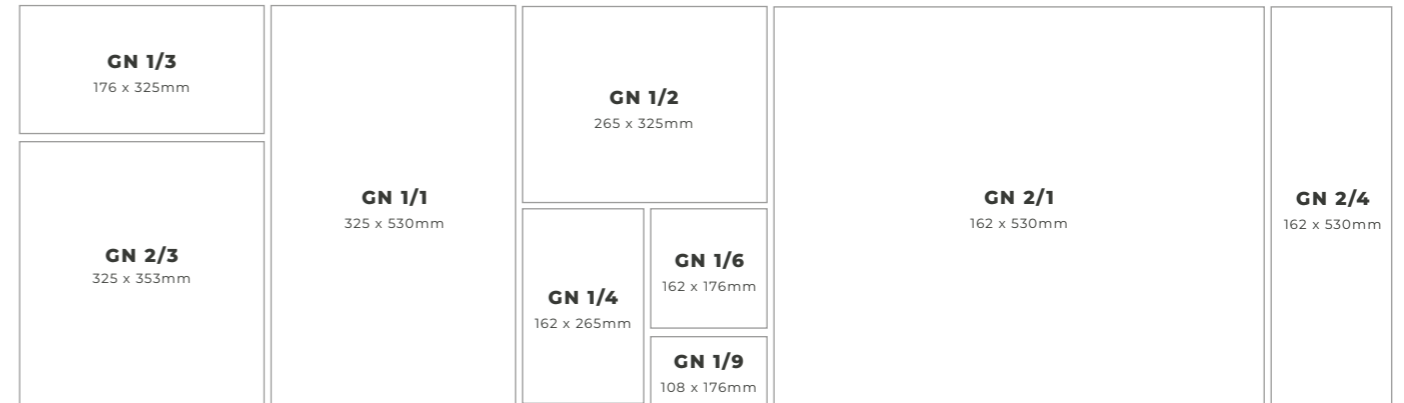 GN 1/3
176 x 325mm
GN 2/3
325 x 353mm
GN 1/1
325 x 530mm
GN 1/2
265 x 325mm
GN 1/4
162 x 265mm
GN 1/6
162 x 176mm
GN 1/9
108 x 176mm
GN 2/1
162 x 530mm
GN 2/4
162 x 530mm